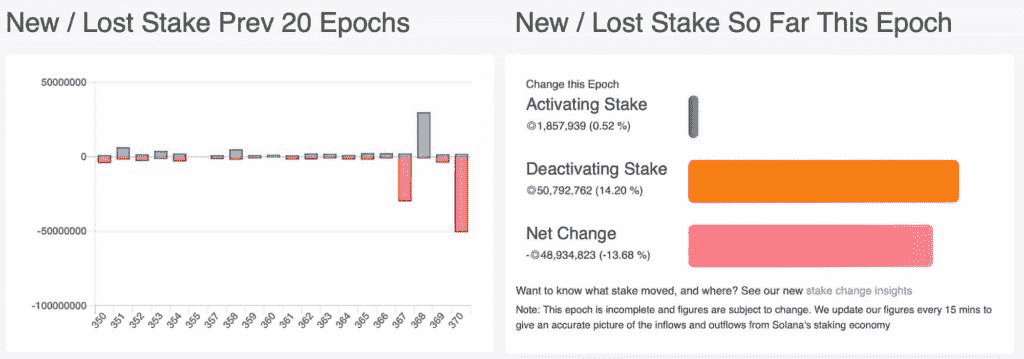 New / Lost Stake Prev 20 Epochs
50000000
0
-50000000
-100000000
350
351
352
353
354
355
357
358
359
360
361
362
363
364
365
366
367
368
369
370
New / Lost Stake So Far This Epoch
Change this Epoch
Activating Stake
◎1,857,939 (0.52 %)
Deactivating Stake
◎50,792,762 (14.20 %)
Net Change
-◎48,934,823 (-13.68 %)
Want to know what stake moved, and where? See our new stake change insights
Note: This epoch is incomplete and figures are subject to change. We update our figures every 15 mins to
give an accurate picture of the inflows and outflows from Solana's staking economy